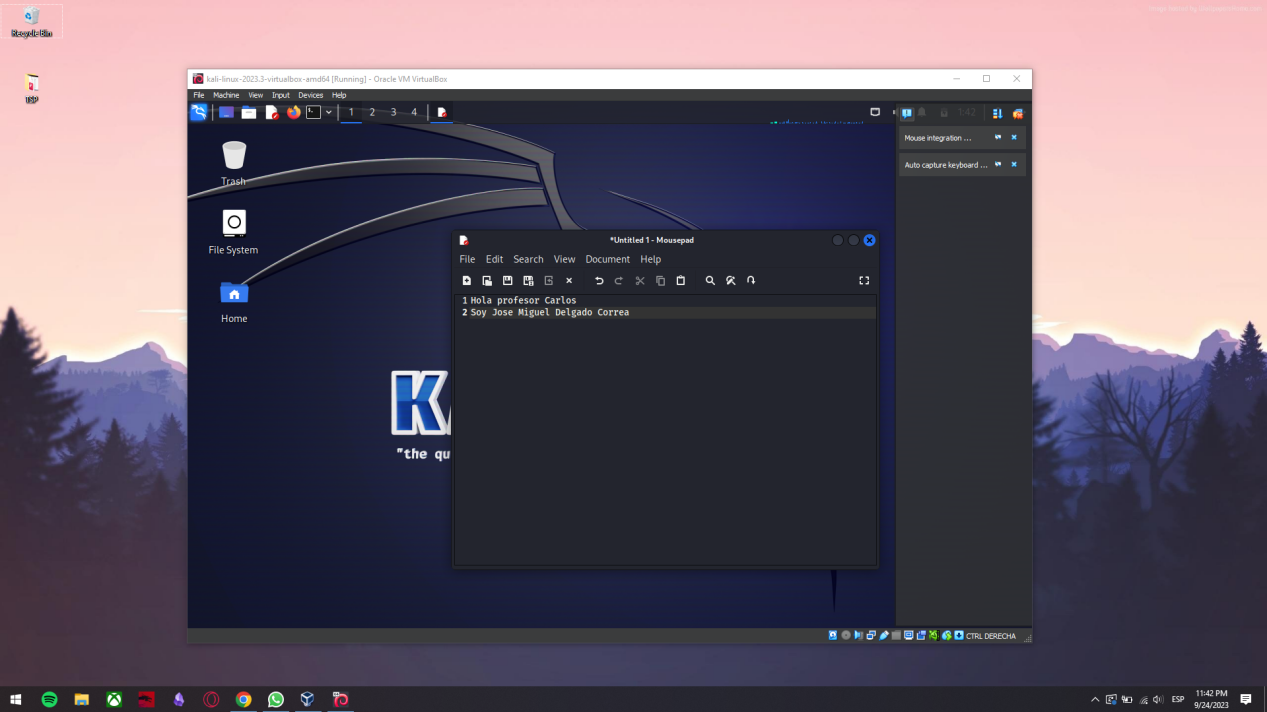 Recycle Bin
TSP
kali-linux-2023.3-virtualbox-amd64 [Running] - Oracle VM VirtualBox
File Machine View Input Devices Help
1 2 3 4
1:42
Mouse integration ...
Auto capture keyboard ...
Trash
File System
Home
*Untitled 1 - Mousepad
File Edit Search View Document Help
1 Hola profesor Carlos
2 Soy Jose Miguel Delgado Correa
"the qu
CTRL DERECHA
ESP
11:42 PM
9/24/2023